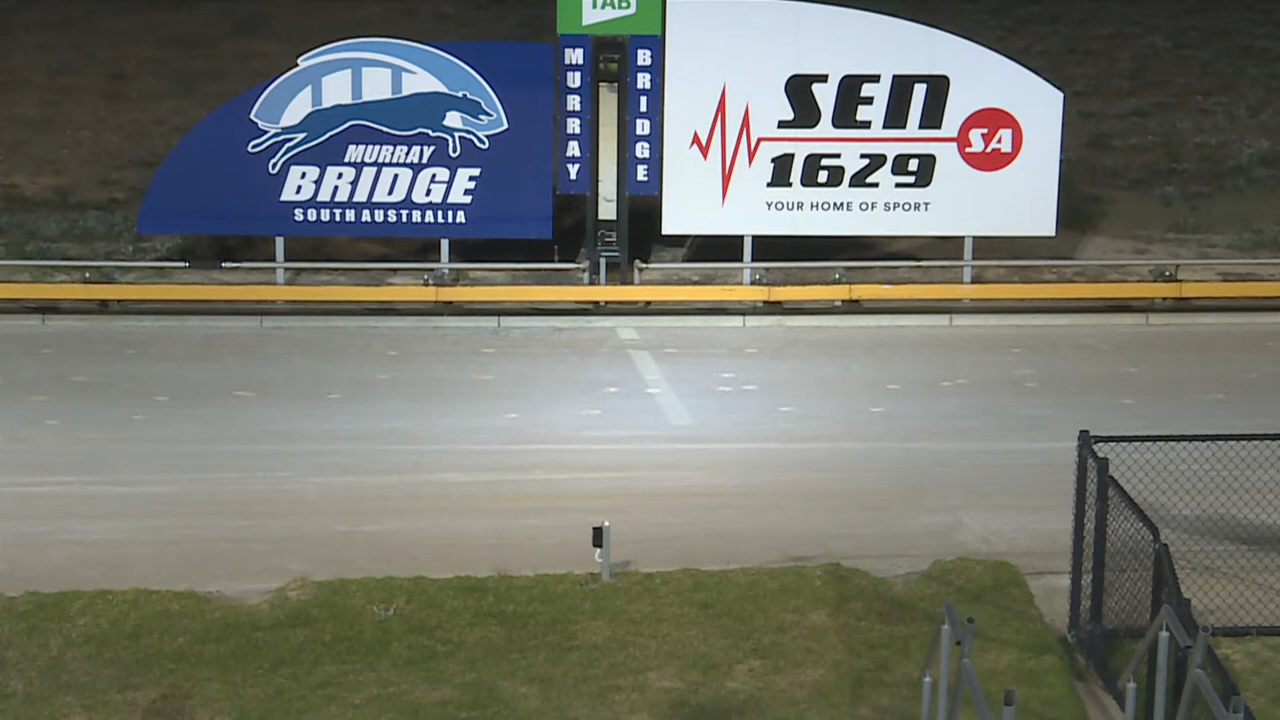 TAB
MURRAY
BRIDGE
MURRAY
BRIDGE
SOUTH AUSTRALIA
SEN
SA
1629
YOUR HOME OF SPORT